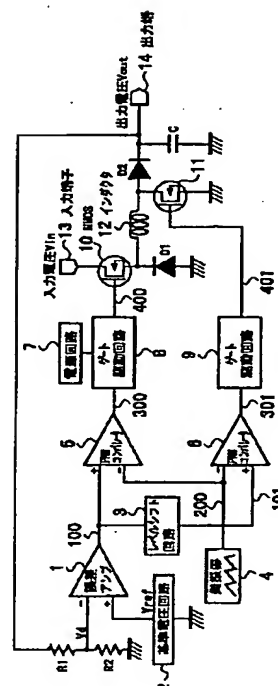 出力電圧Vout
14 出力端
入力電圧Vin
13 入力端子
10 NMOS
12 インダクタ
D2
C
11
D1
400
401
7
電源回路
8
ゲート
駆動回路
9
ゲート
駆動回路
300
301
5
PWM
コンパレータ
6
PWM
コンパレータ
100
200
101
3
レベルシフト
回路
4
発振器
1
誤差
アンプ
Vref
基準電圧回路
2
R1
V4
R2